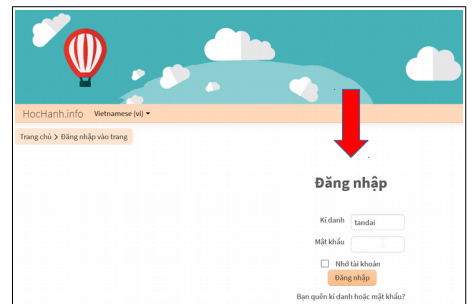 HocHanh.info Vietnamese (vi)
Trang chủ > Đăng nhập vào trang
Đăng nhập
Kí danh tandai
Mật khẩu
Nhớ tài khoản
Đăng nhập
Bạn quên kí danh hoặc mật khẩu?